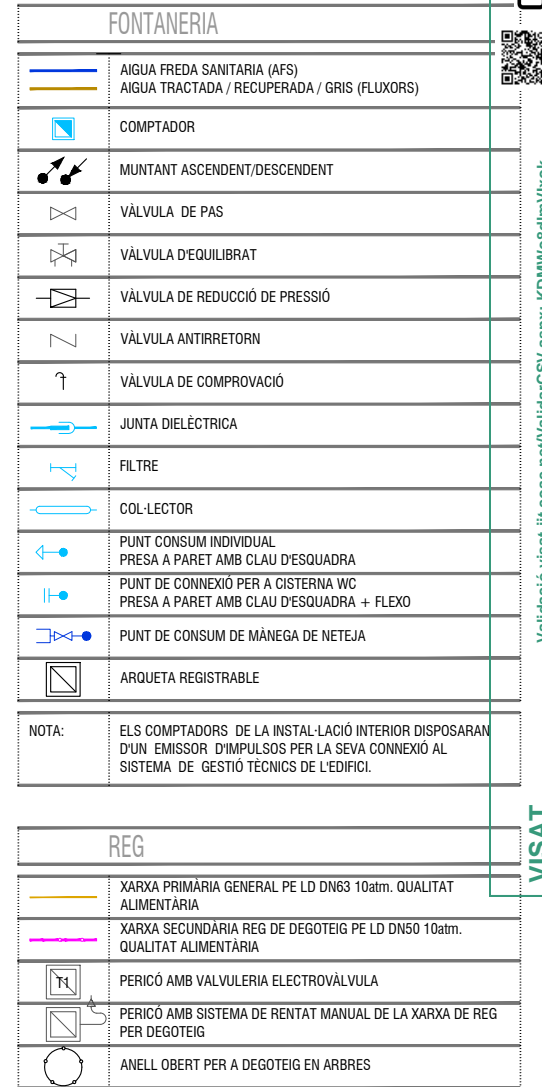 FONTANERIA
AIGUA FREDA SANITARIA (AFS)
AIGUA TRACTADA / RECUPERADA / GRIS (FLUXORS)
COMPTADOR
MUNTANT ASCENDENT/DESCENDENT
VÀLVULA DE PAS
VÀLVULA D'EQUILIBRAT
VÀLVULA DE REDUCCIÓ DE PRESSIÓ
VÀLVULA ANTIRRETORN
VÀLVULA DE COMPROVACIÓ
JUNTA DIELÈCTRICA
FILTRE
COL·LECTOR
PUNT CONSUM INDIVIDUAL
PRESA A PARET AMB CLAU D'ESQUADRA
PUNT DE CONNEXIÓ PER A CISTERNA WC
PRESA A PARET AMB CLAU D'ESQUADRA + FLEXO
PUNT DE CONSUM DE MÀNEGA DE NETEJA
ARQUETA REGISTRABLE
NOTA:
ELS COMPTADORS DE LA INSTAL·LACIÓ INTERIOR DISPOSARAN
D'UN EMISSOR D'IMPULSOS PER LA SEVA CONNEXIÓ AL
SISTEMA DE GESTIÓ TÈCNICS DE L'EDIFICI.
REG
XARXA PRIMÀRIA GENERAL PE LD DN63 10atm. QUALITAT
ALIMENTÀRIA
XARXA SECUNDÀRIA REG DE DEGOTEIG PE LD DN50 10atm.
QUALITAT ALIMENTÀRIA
T1
PERICÓ AMB VALVULERIA ELECTROVÀLVULA
PERICÓ AMB SISTEMA DE RENTAT MANUAL DE LA XARXA DE REG
PER DEGOTEIG
ANELL OBERT PER A DEGOTEIG EN ARBRES
VISAT